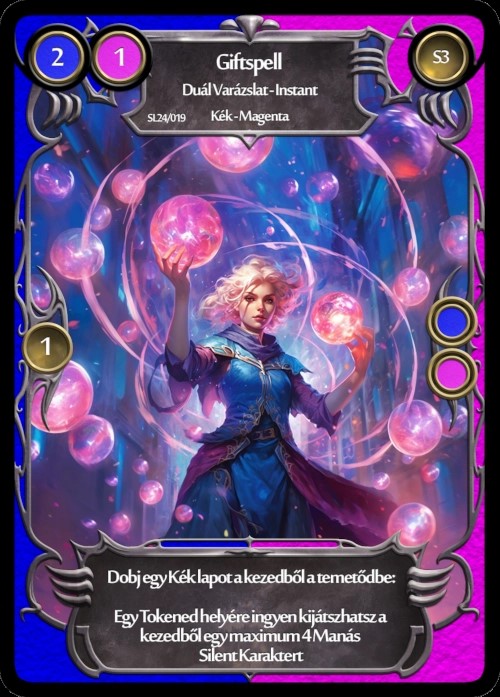 2
1
Giftspell
S3
Duál Varázslat - Instant
SL24/019
Kék - Magenta
1
Dobj egy Kék lapot a kezedből a temetődbe:
Egy Tokened helyére ingyen kijátszhatsz a
kezedből egy maximum 4 Manás
Silent Karaktert